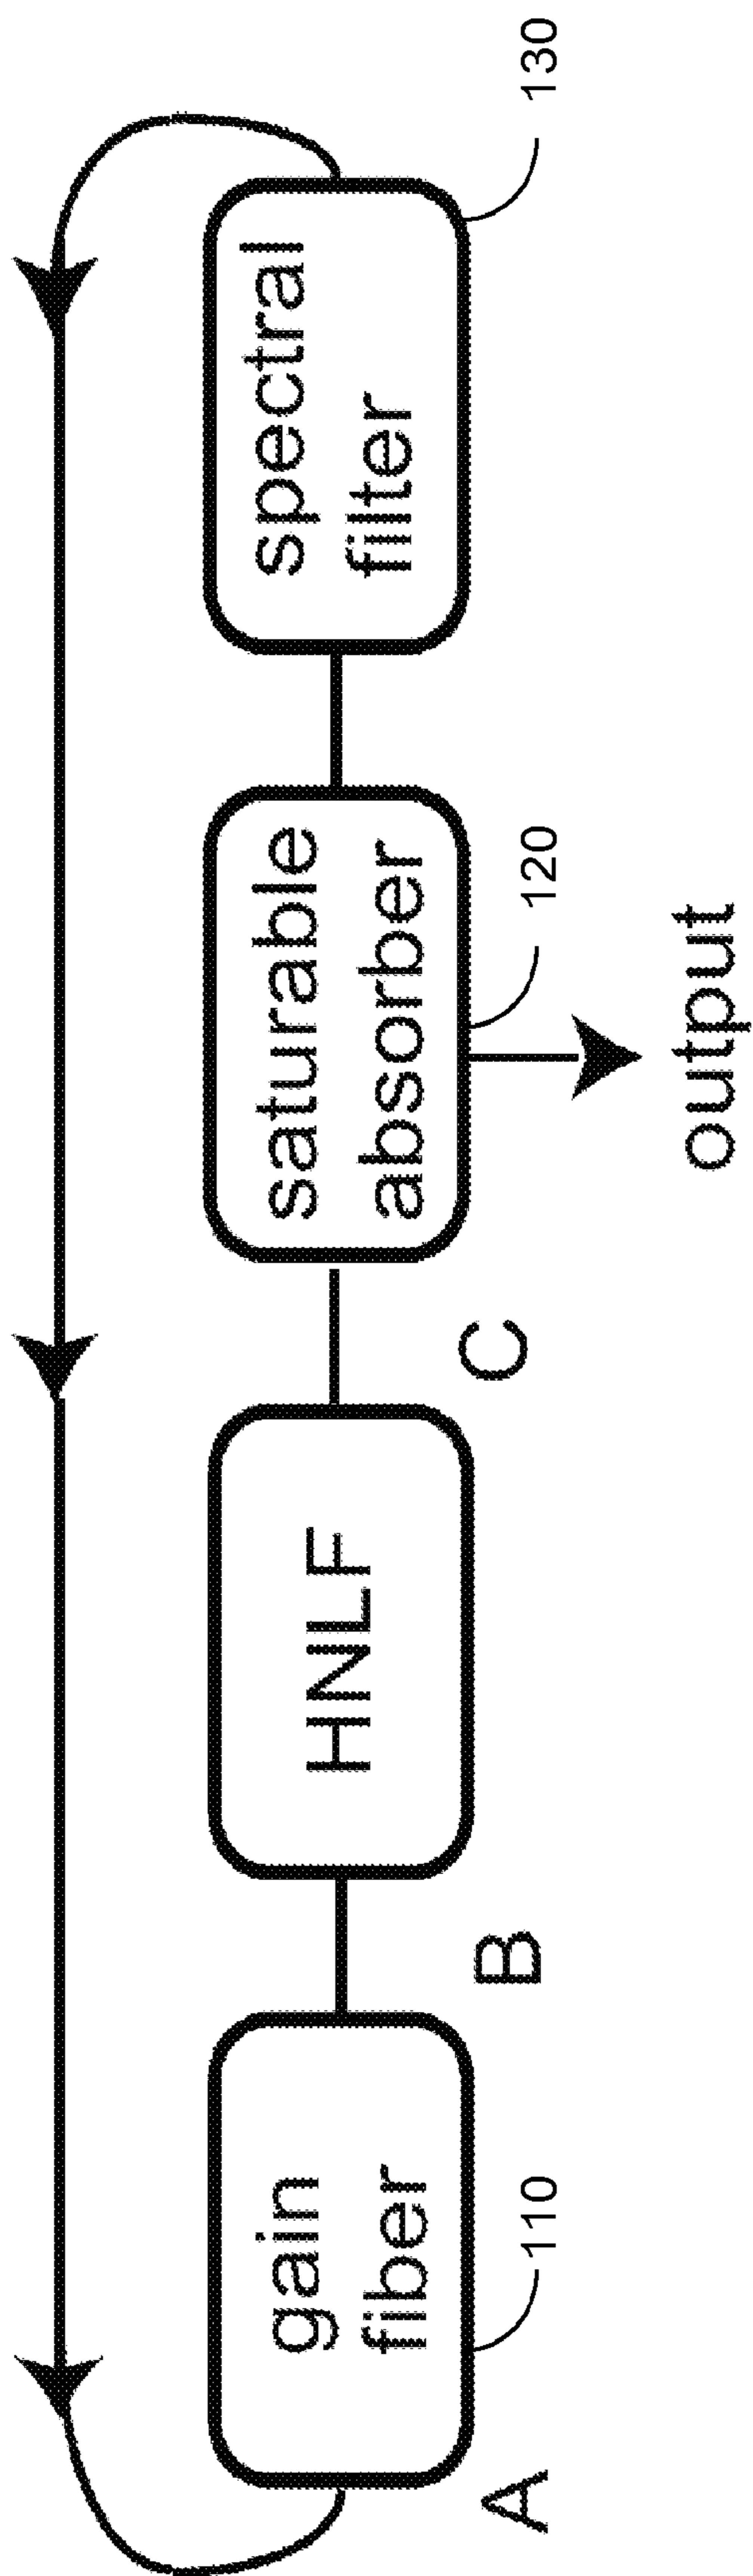 gain
fiber
HNLF
saturable
absorber
spectral
filter
A
B
C
110
120
130
output